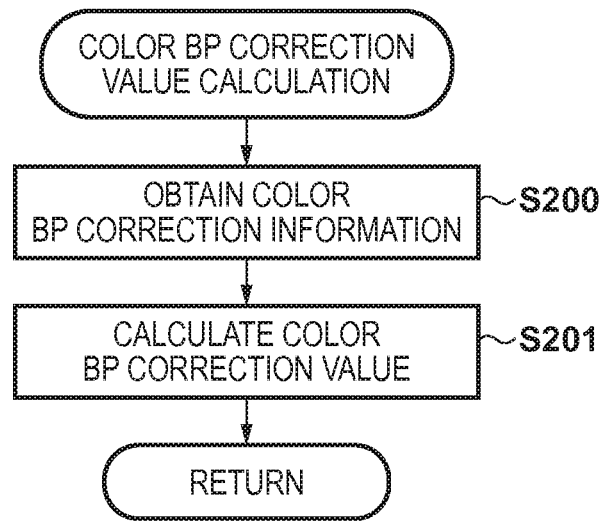 COLOR BP CORRECTION
VALUE CALCULATION
OBTAIN COLOR
BP CORRECTION INFORMATION
S200
CALCULATE COLOR
BP CORRECTION VALUE
S201
RETURN